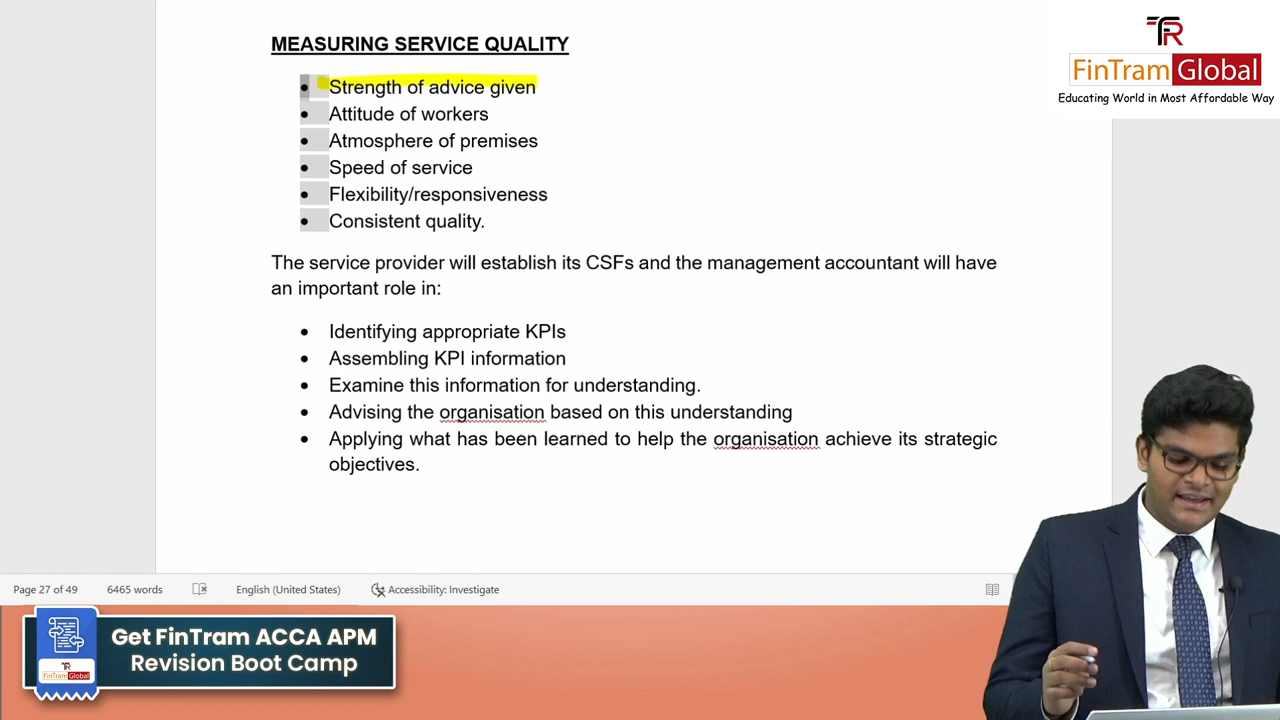 MEASURING SERVICE QUALITY
• Strength of advice given
• Attitude of workers
• Atmosphere of premises
• Speed of service
• Flexibility/responsiveness
• Consistent quality.
The service provider will establish its CSFs and the management accountant will have
an important role in:
• Identifying appropriate KPIs
• Assembling KPI information
• Examine this information for understanding.
• Advising the organisation based on this understanding
• Applying what has been learned to help the organisation achieve its strategic
objectives.
TR
FinTram Global
Educating World in Most Affordable Way
Page 27 of 49 6465 words English (United States) Accessibility: Investigate
Get FinTram ACCA APM
Revision Boot Camp
TR
FinTram Global